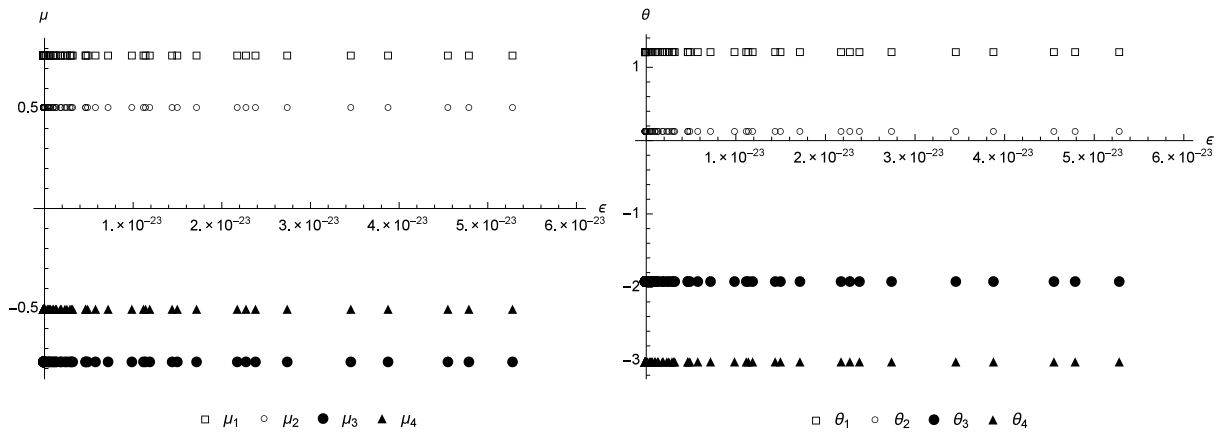 μ
0.5
1. × 10⁻²³ 2. × 10⁻²³ 3. × 10⁻²³ 4. × 10⁻²³ 5. × 10⁻²³ 6. × 10⁻²³ ϵ
-0.5
□ μ₁ ○ μ₂ ● μ₃ ▲ μ₄
θ
1
1. × 10⁻²³ 2. × 10⁻²³ 3. × 10⁻²³ 4. × 10⁻²³ 5. × 10⁻²³ 6. × 10⁻²³ ϵ
-1
-2
-3
□ θ₁ ○ θ₂ ● θ₃ ▲ θ₄